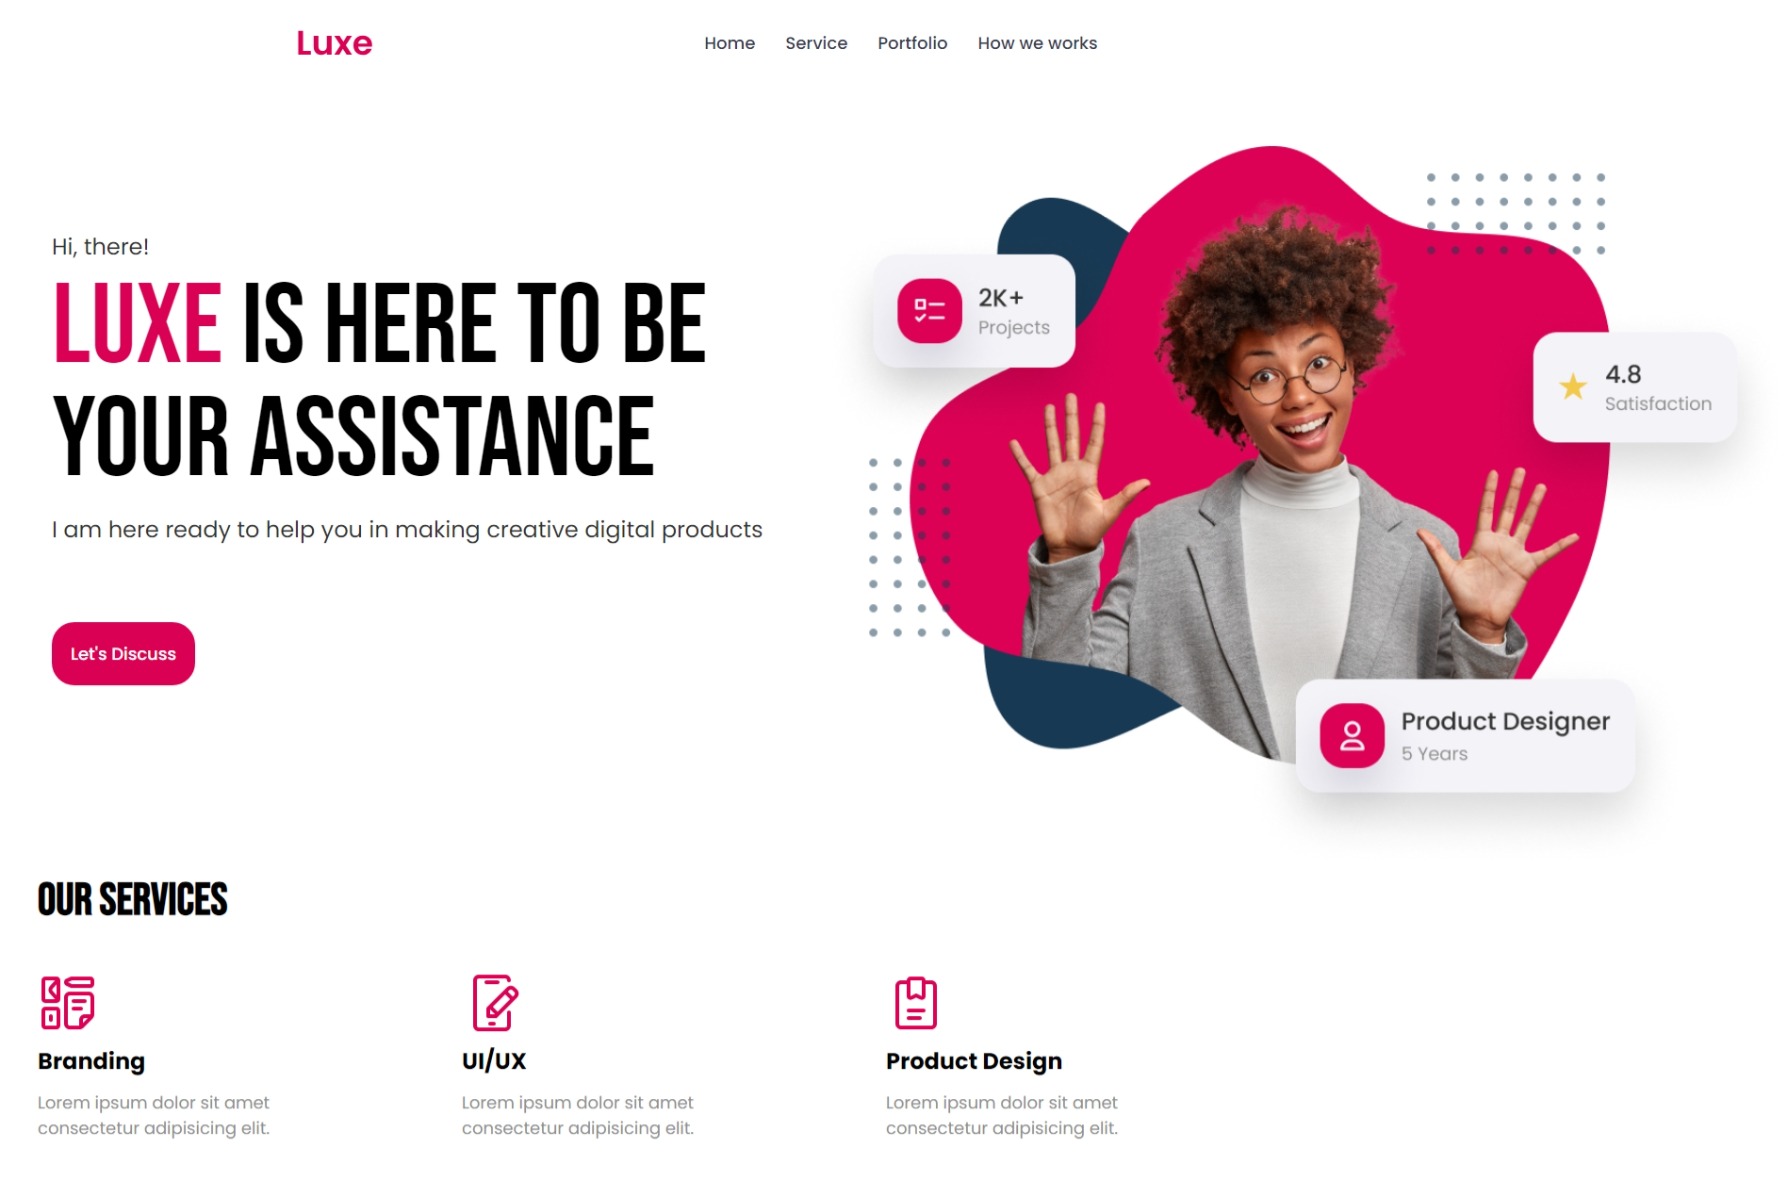 Luxe
Home Service Portfolio How we works
Hi, there!
LUXE IS HERE TO BE
YOUR ASSISTANCE
I am here ready to help you in making creative digital products
Let's Discuss
2K+
Projects
4.8
Satisfaction
Product Designer
5 Years
OUR SERVICES
Branding
Lorem ipsum dolor sit amet
consectetur adipisicing elit.
UI/UX
Lorem ipsum dolor sit amet
consectetur adipisicing elit.
Product Design
Lorem ipsum dolor sit amet
consectetur adipisicing elit.